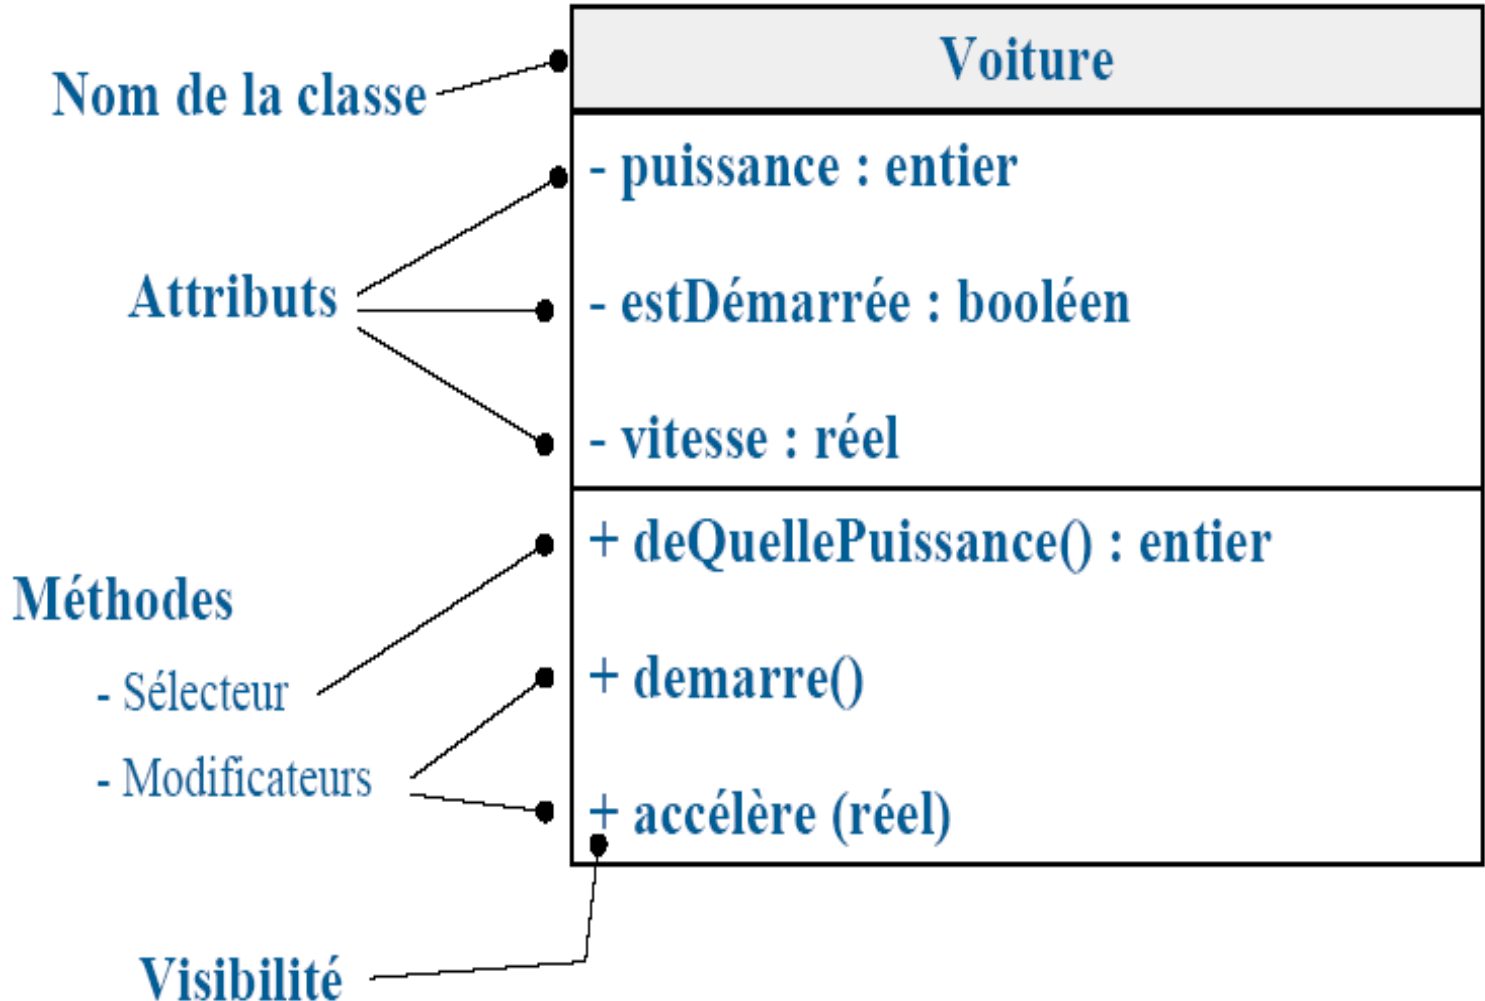 Voiture
Nom de la classe
- puissance : entier
Attributs
- estDémarrée : booléen
- vitesse : réel
+ deQuellePuissance() : entier
Méthodes
- Sélecteur
+ demarre()
- Modificateurs
+ accélère (réel)
Visibilité